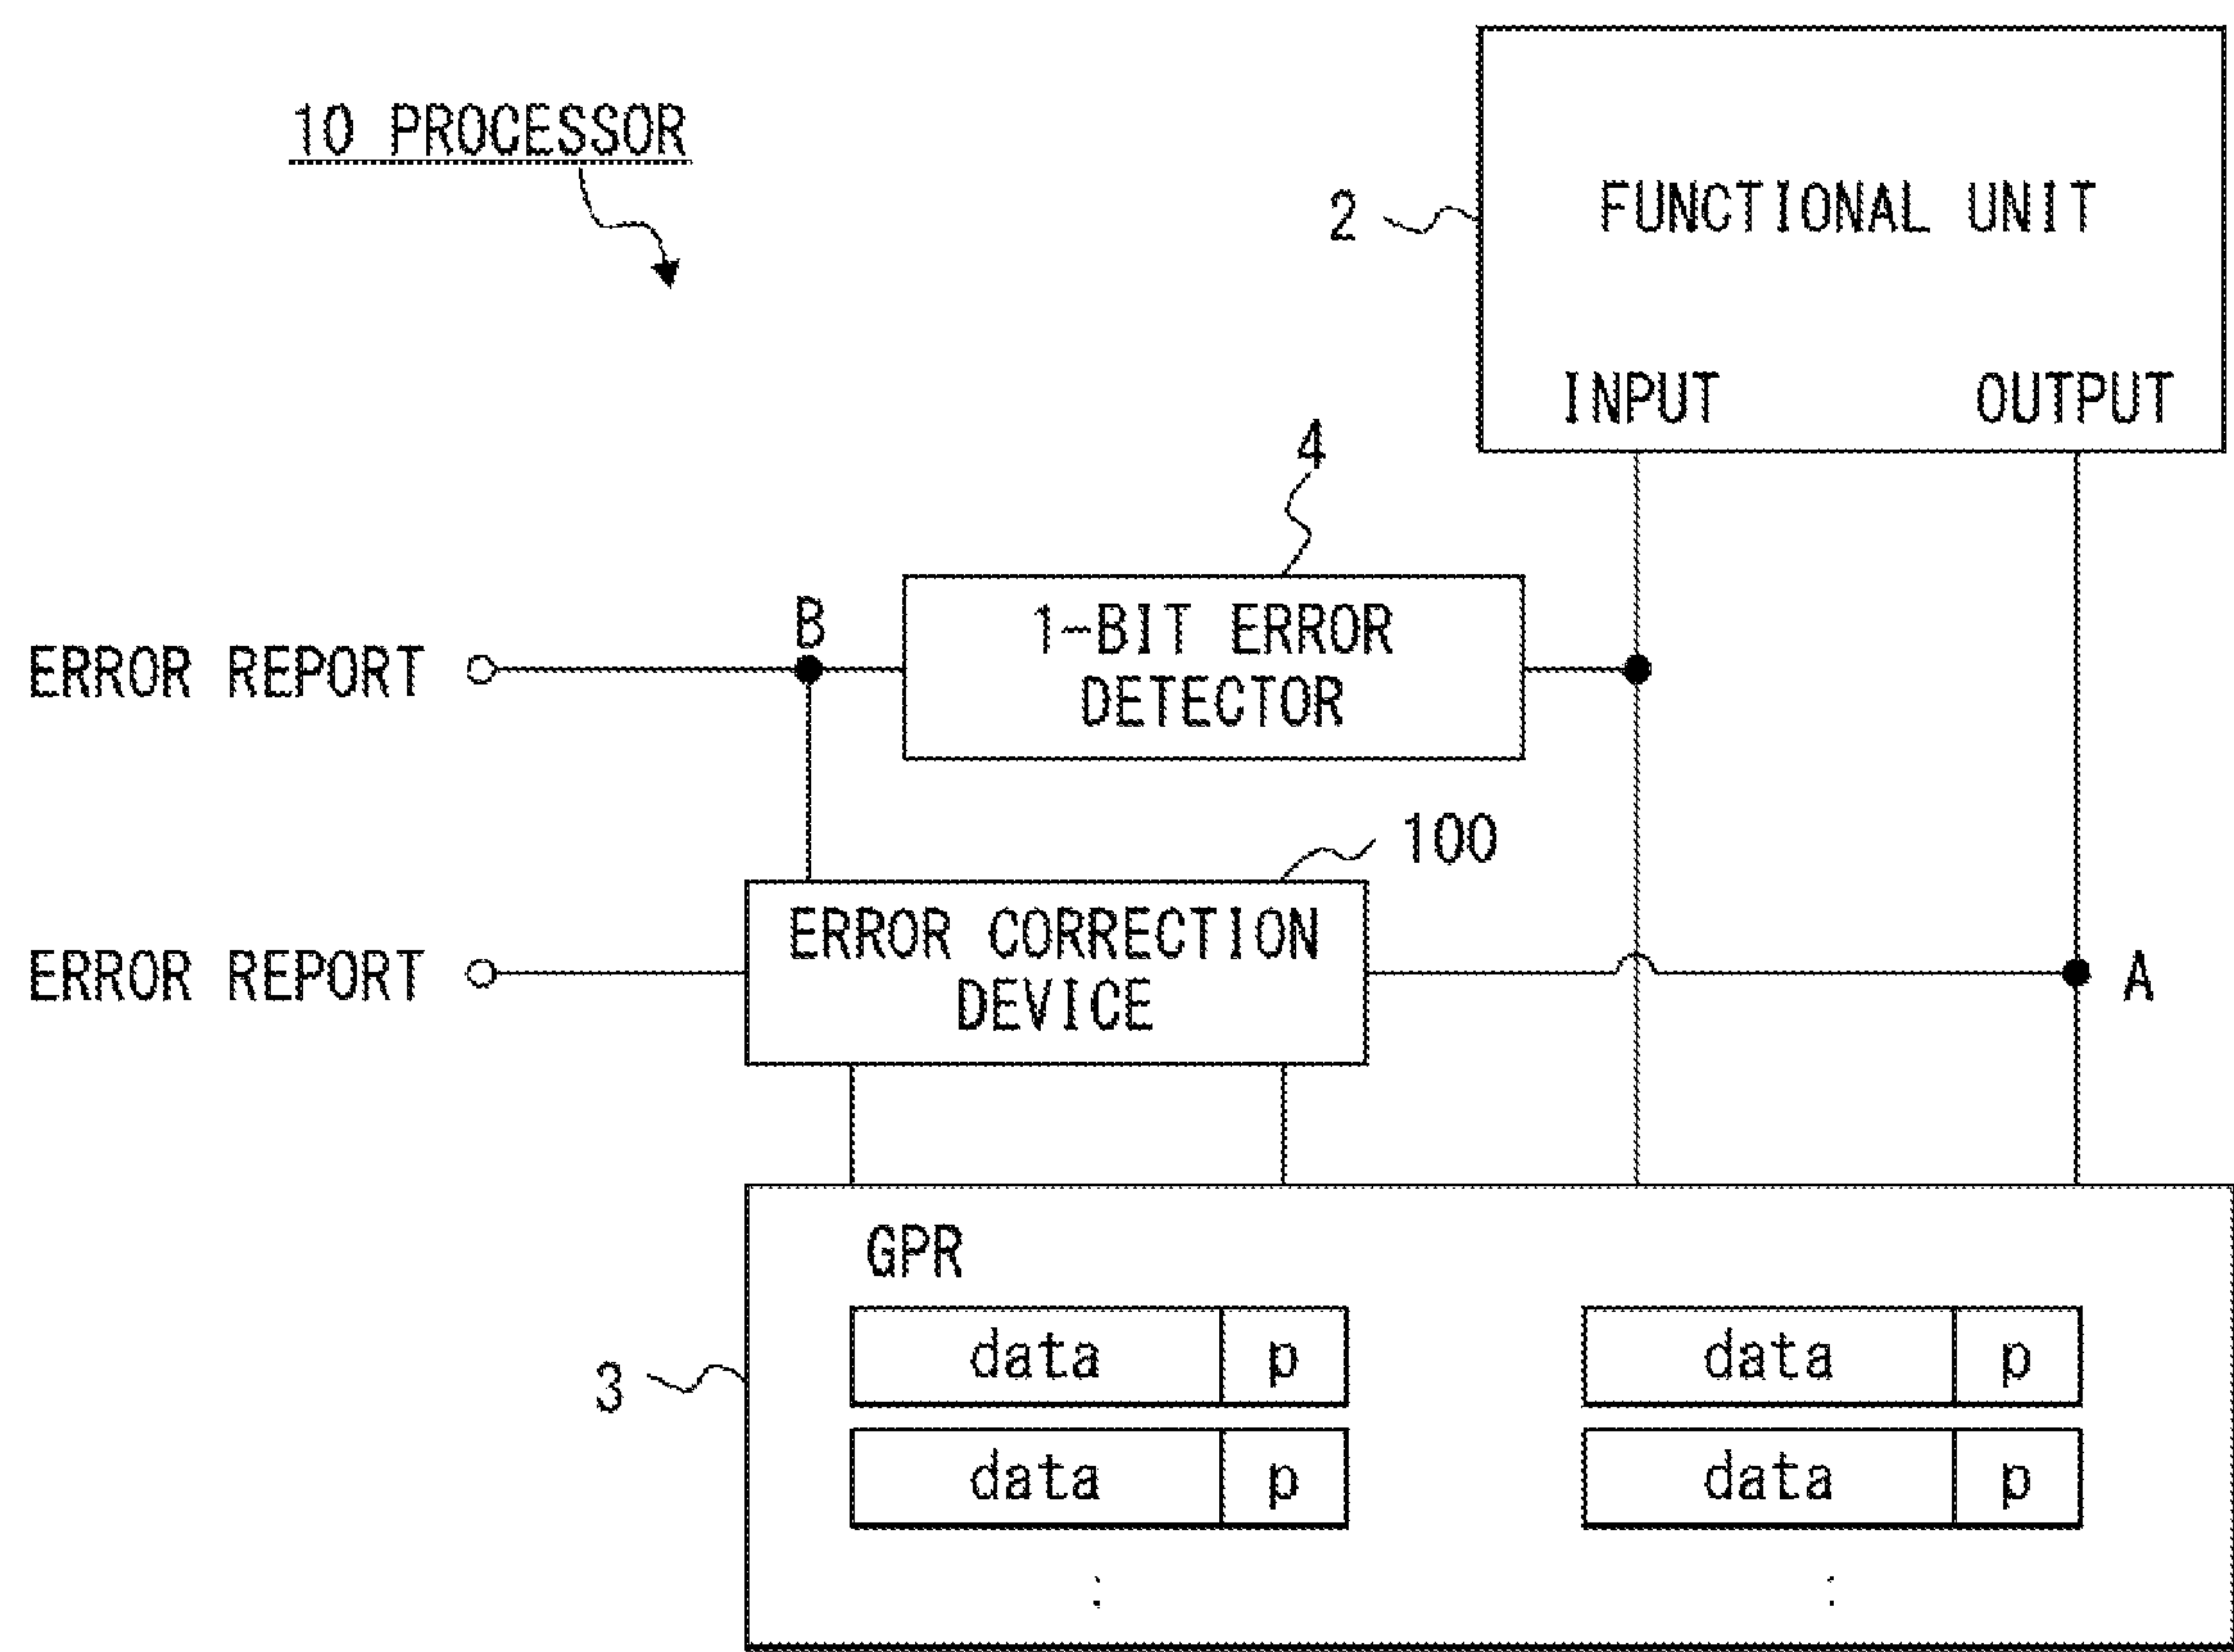 10 PROCESSOR
2
FUNCTIONAL UNIT
INPUT OUTPUT
4
B
1-BIT ERROR
DETECTOR
ERROR REPORT
100
ERROR CORRECTION
DEVICE
ERROR REPORT
A
GPR
3
data p data p
data p data p
: :